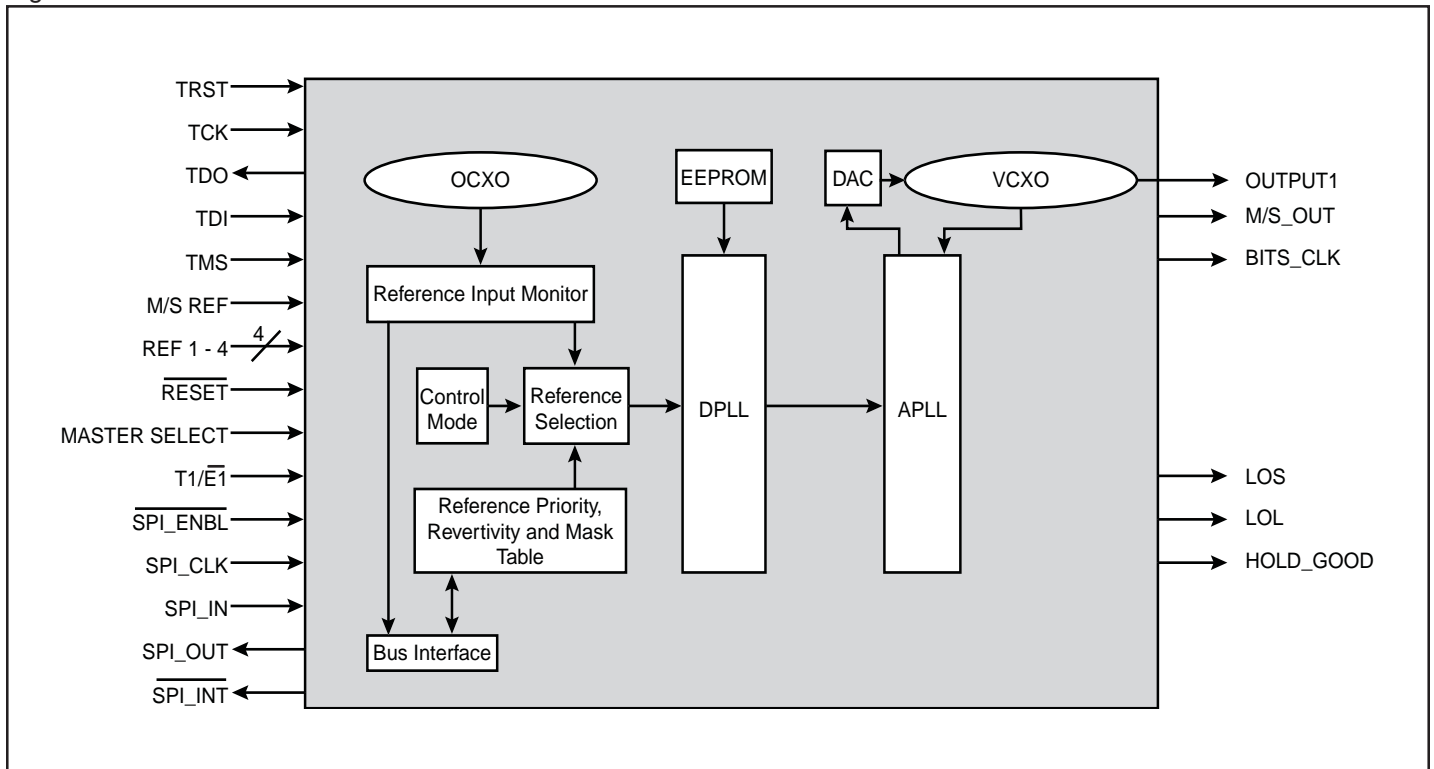 TRST
TCK
TDO
TDI
TMS
M/S REF
REF 1 - 4
4
RESET
MASTER SELECT
T1/E1
SPI_ENBL
SPI_CLK
SPI_IN
SPI_OUT
SPI_INT
OCXO
EEPROM
DAC
VCXO
Reference Input Monitor
Control
Mode
Reference
Selection
DPLL
APLL
Reference Priority,
Revertivity and Mask
Table
Bus Interface
OUTPUT1
M/S_OUT
BITS_CLK
LOS
LOL
HOLD_GOOD